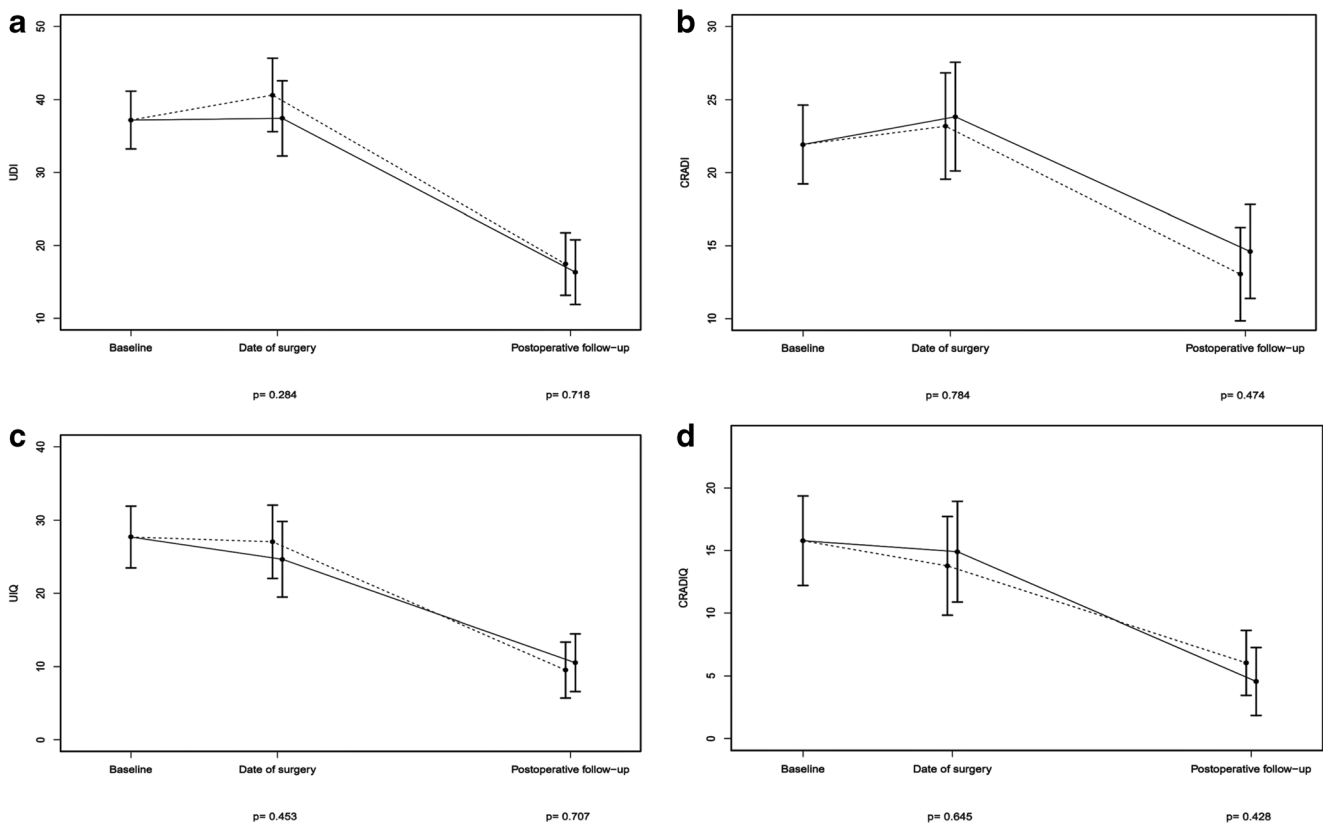 a
50
40
30
20
10
UDI
Baseline
Date of surgery
Postoperative follow-up
p= 0.284
p= 0.718
b
30
25
20
15
10
CRADI
Baseline
Date of surgery
Postoperative follow-up
p= 0.784
p= 0.474
c
40
30
20
10
0
UIQ
Baseline
Date of surgery
Postoperative follow-up
p= 0.453
p= 0.707
d
20
15
10
5
0
CRADIQ
Baseline
Date of surgery
Postoperative follow-up
p= 0.645
p= 0.428